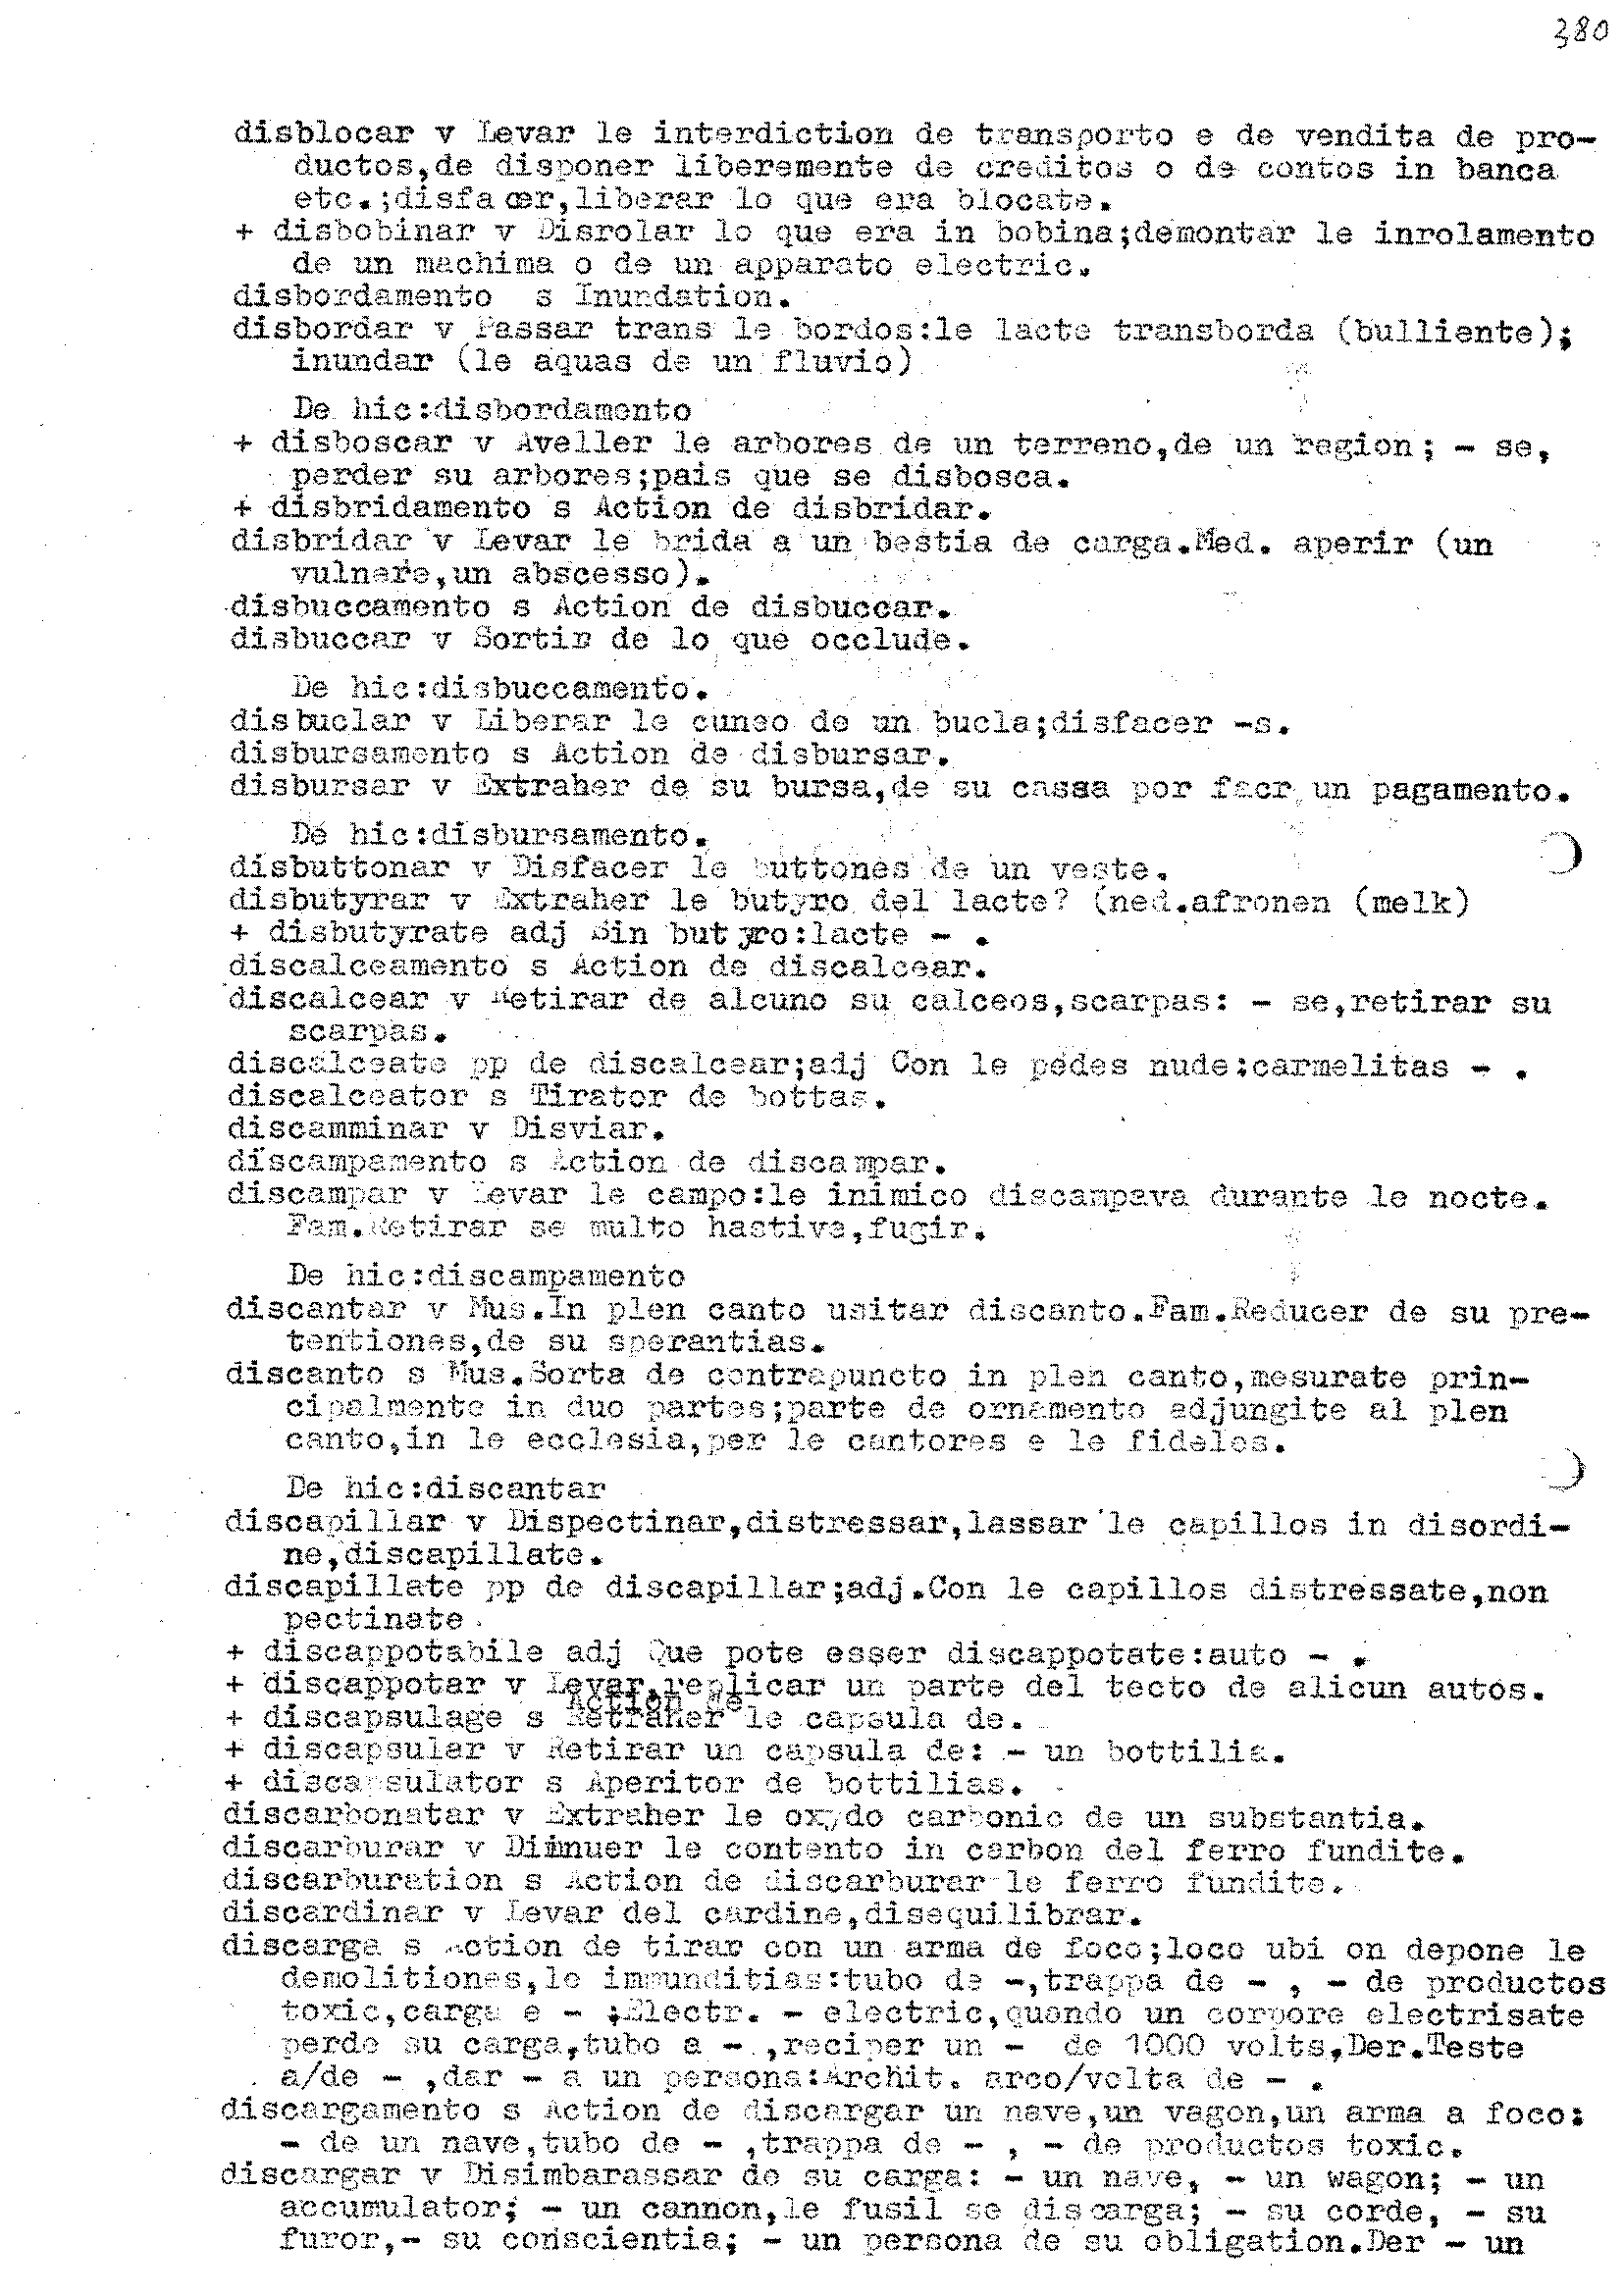 380
disblocar v Levar le interdiction de transporto e de vendita de pro-
ductos,de disponer liberemente de creditos o de contos in banca
etc.;disfacer,liberar lo que era blocate.
+ disbobinar v Disrolar lo que era in bobina;demontar le inrolamento
de un machima o de un apparato electric.
disbordamento s Inundation.
disbordar v Passar trans le bordos:le lacte transborda (bulliente);
inundar (le aquas de un fluvio)
De hic:disbordamento
+ disboscar v Aveller le arbores de un terreno,de un region; - se,
perder su arbores;pais que se disbosca.
+ disbridamento s Action de disbridar.
disbridar v Levar le brida a un bestia de carga.Med. aperir (un
vulnere,un abscesso).
disbuccamento s Action de disbuccar.
disbuccar v Sortir de lo que occlude.
De hic:disbuccamento.
disbuclar v Liberar le cuneo de un bucla;disfacer -s.
disbursamento s Action de disbursar.
disbursar v Extraher de su bursa,de su cassa por facr un pagamento.
De hic:disbursamento.
disbuttonar v Disfacer le buttones de un veste.
disbutyrar v Extraher le butyro del lacte? (ned.afronen (melk)
+ disbutyrate adj Sin butyro:lacte - .
discalceamento s Action de discalcear.
discalcear v Retirar de alcuno su calceos,scarpas: - se,retirar su
scarpas.
discalceate pp de discalcear;adj Con le pedes nude:carmelitas - .
discalceator s Tirator de bottas.
discamminar v Disviar.
discampamento s Action de discampar.
discampar v Levar le campo:le inimico discampava durante le nocte.
Fam.Retirar se multo hastive,fugir.
De hic:discampamento
discantar v Mus.In plen canto usitar discanto.Fam.Reducer de su pre-
tentiones,de su sperantias.
discanto s Mus.Sorta de contrapuncto in plen canto,mesurate prin-
cipalmente in duo partes;parte de ornamento adjungite al plen
canto,in le ecclesia,per le cantores e le fideles.
De hic:discantar
discapillar v Dispectinar,distressar,lassar le capillos in disordi-
ne,discapillate.
discapillate pp de discapillar;adj.Con le capillos distressate,non
pectinate.
+ discappotabile adj Que pote esser discappotate:auto - .
+ discappotar v Levar,replicar un parte del tecto de alicun autos.
Action de
+ discapsulage s Retraher le capsula de.
+ discapsular v Retirar un capsula de: - un bottilia.
+ discapsulator s Aperitor de bottilias.
discarbonatar v Extraher le oxydo carbonic de un substantia.
discarburar v Dimnuer le contento in carbon del ferro fundite.
discarburation s Action de discarburar le ferro fundite.
discardinar v Levar del cardine,disequilibrar.
discarga s Action de tirar con un arma de foco;loco ubi on depone le
demolitiones,le immunditias:tubo de -,trappa de - , - de productos
toxic,carga e - ;Electr. - electric,quando un corpore electrisate
perde su carga,tubo a - ,reciper un - de 1000 volts,Der.Teste
a/de - ,dar - a un persona:Archit. arco/volta de - .
discargamento s Action de discargar un nave,un vagon,un arma a foco:
- de un nave,tubo de - ,trappa de - , - de productos toxic.
discargar v Disimbarassar de su carga: - un nave, - un wagon; - un
accumulator; - un cannon,le fusil se discarga; - su corde, - su
furor,- su conscientia; - un persona de su obligation.Der - un